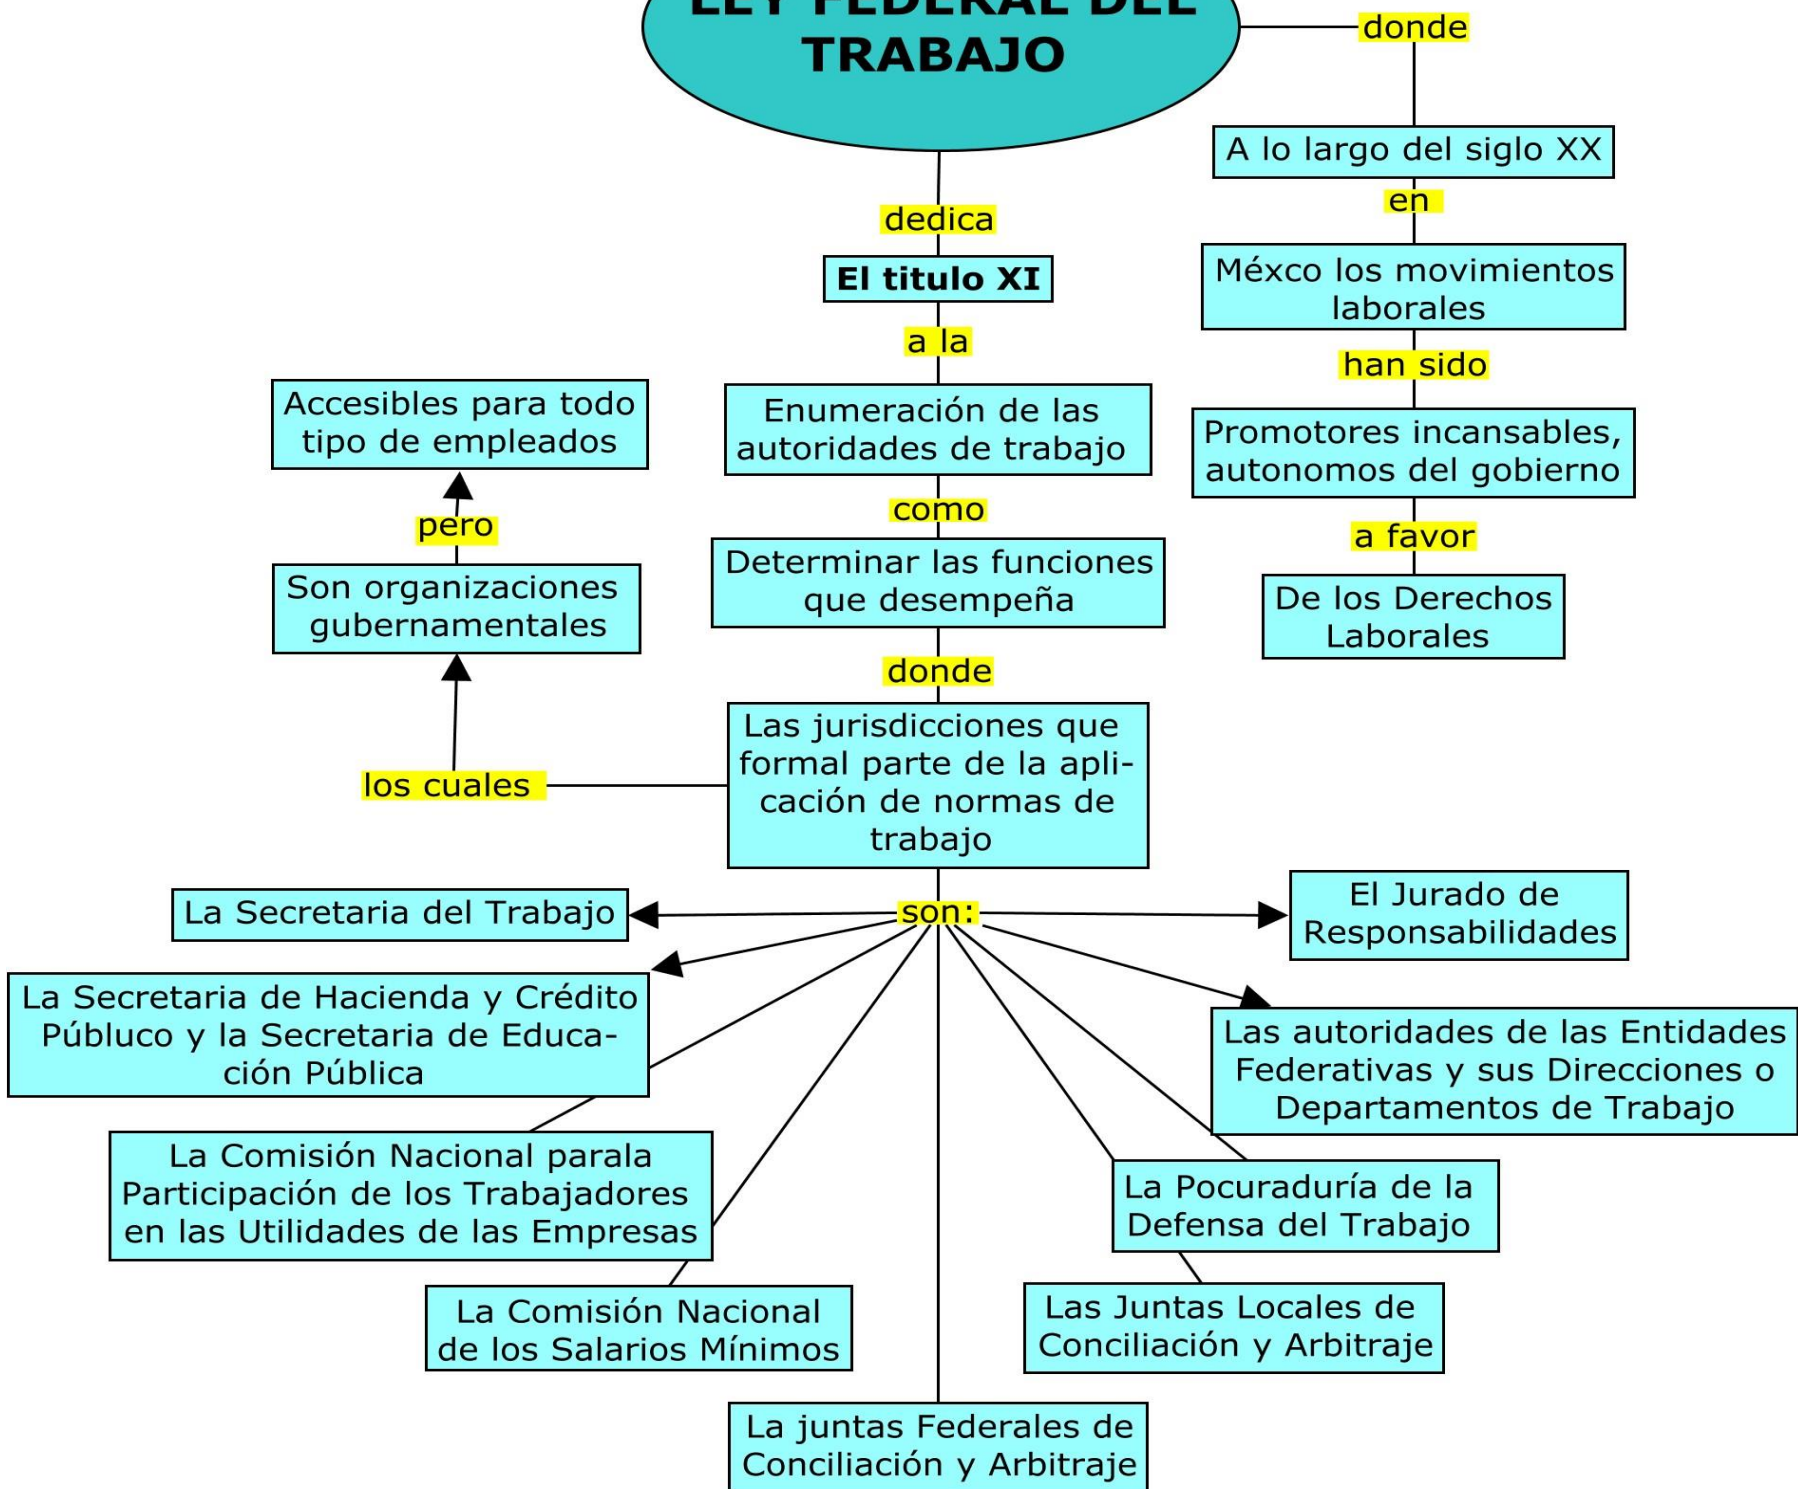 LEY FEDERAL DEL
TRABAJO
donde
A lo largo del siglo XX
en
Méxco los movimientos
laborales
han sido
Promotores incansables,
autonomos del gobierno
a favor
De los Derechos
Laborales
dedica
El titulo XI
a la
Enumeración de las
autoridades de trabajo
como
Determinar las funciones
que desempeña
donde
Las jurisdicciones que
formal parte de la apli-
cación de normas de
trabajo
los cuales
Son organizaciones
gubernamentales
pero
Accesibles para todo
tipo de empleados
son:
La Secretaria del Trabajo
La Secretaria de Hacienda y Crédito
Públuco y la Secretaria de Educa-
ción Pública
La Comisión Nacional parala
Participación de los Trabajadores
en las Utilidades de las Empresas
La Comisión Nacional
de los Salarios Mínimos
La juntas Federales de
Conciliación y Arbitraje
Las Juntas Locales de
Conciliación y Arbitraje
La Pocuraduría de la
Defensa del Trabajo
Las autoridades de las Entidades
Federativas y sus Direcciones o
Departamentos de Trabajo
El Jurado de
Responsabilidades